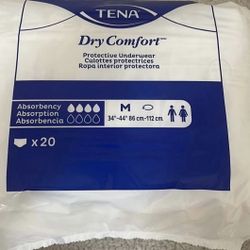 TENA
Dry Comfort™
Protective Underwear
Culottes protectrices
Ropa interior protectora
Absorbency
Absorption
Absorbencia
M
34"-44" 86 cm-112 cm
x20